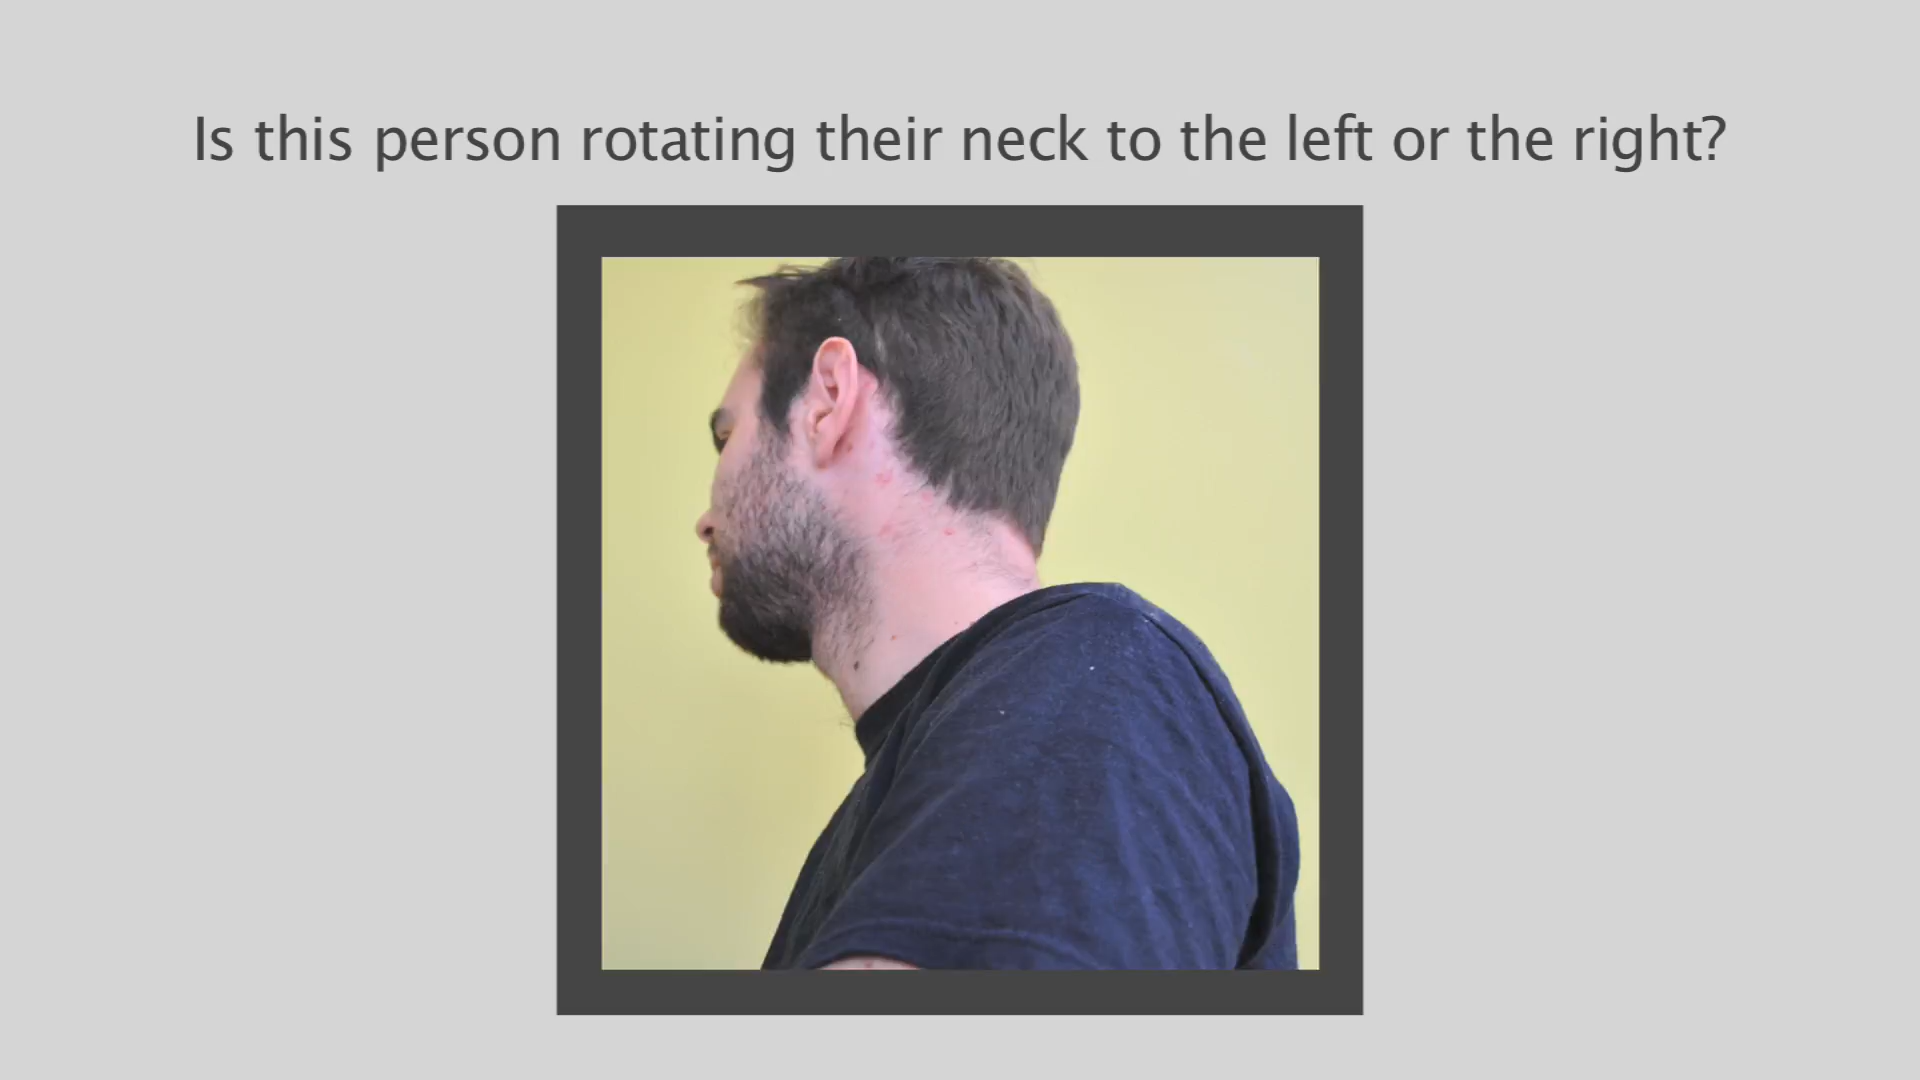 Is this person rotating their neck to the left or the right?